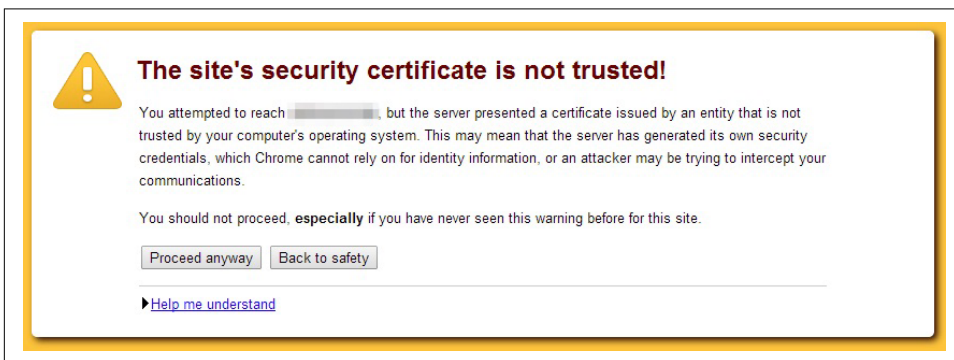 The site's security certificate is not trusted!
You attempted to reach , but the server presented a certificate issued by an entity that is not
trusted by your computer's operating system. This may mean that the server has generated its own security
credentials, which Chrome cannot rely on for identity information, or an attacker may be trying to intercept your
communications.
You should not proceed, especially if you have never seen this warning before for this site.
Proceed anyway Back to safety
Help me understand